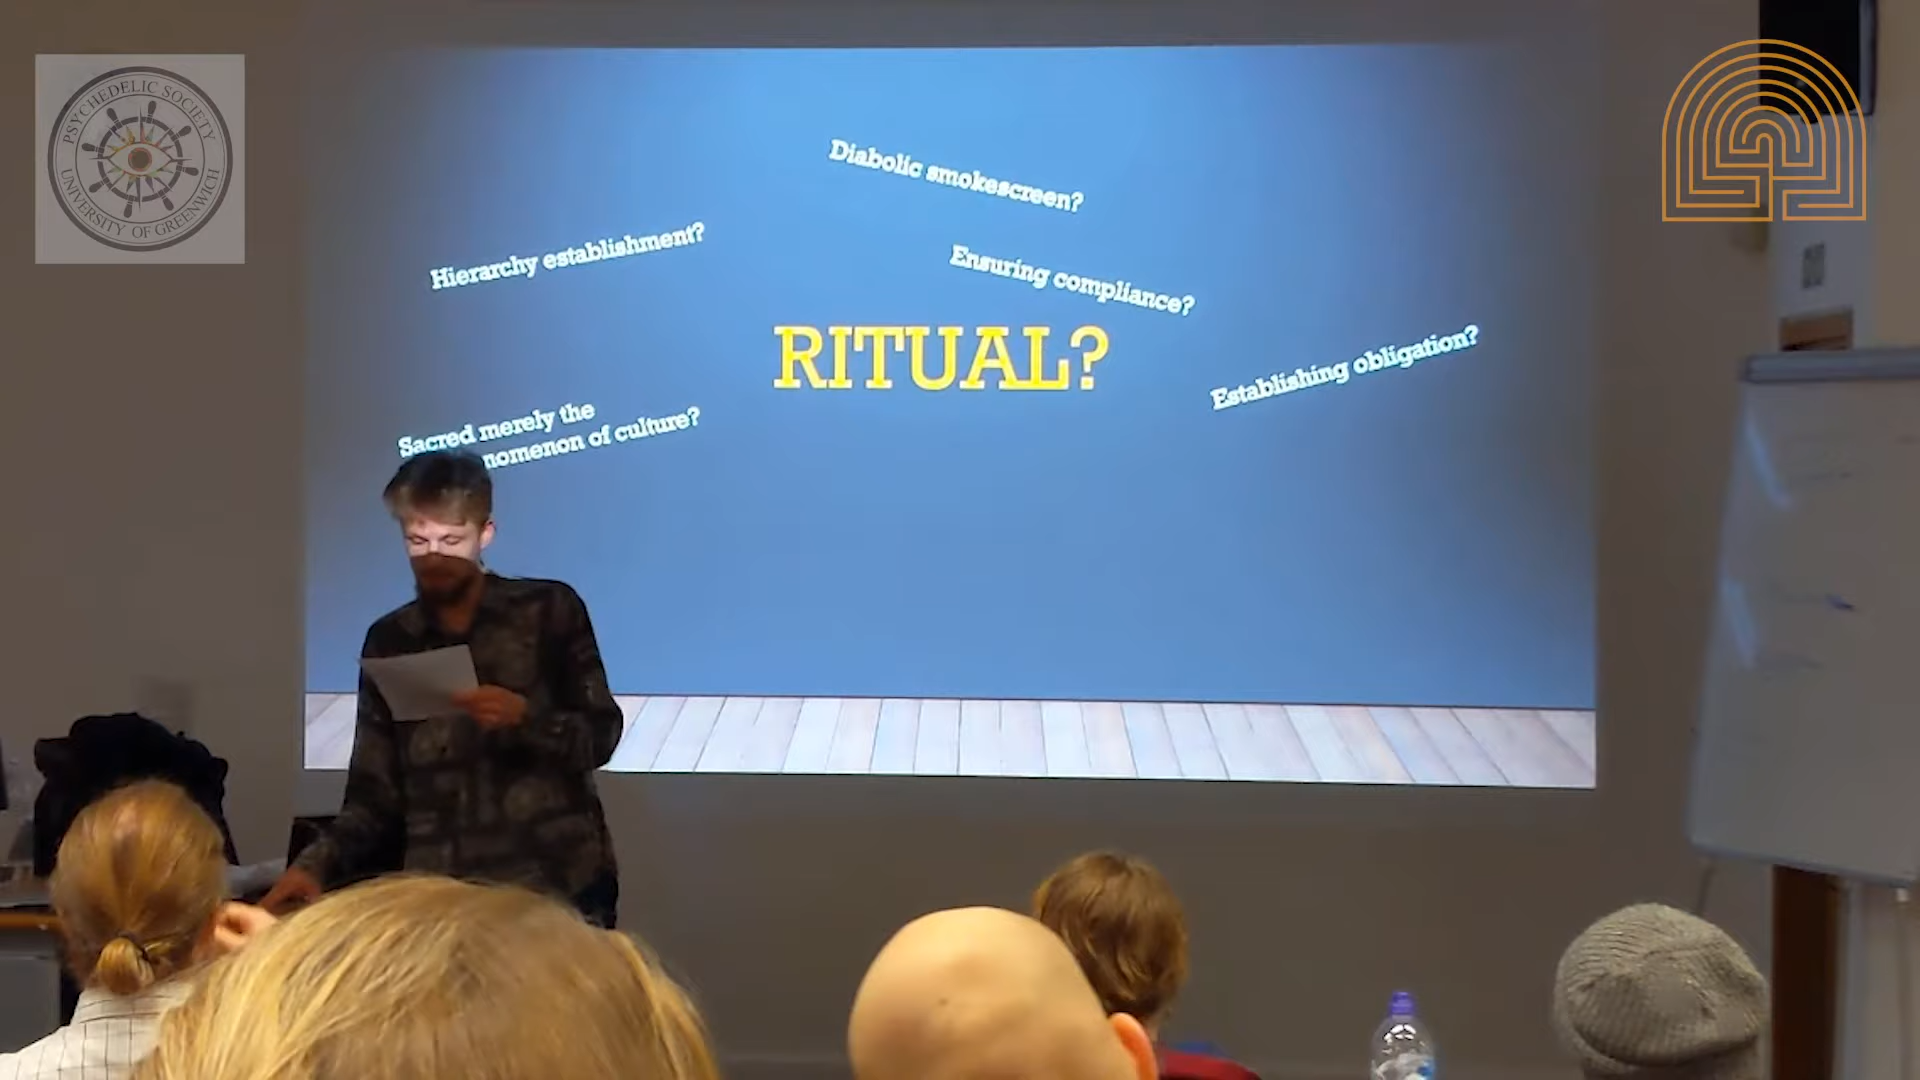 PSYCHEDELIC SOCIETY
UNIVERSITY OF GREENWICH
Diabolic smokescreen?
Hierarchy establishment?
Ensuring compliance?
RITUAL?
Establishing obligation?
Sacred merely the
nomenon of culture?